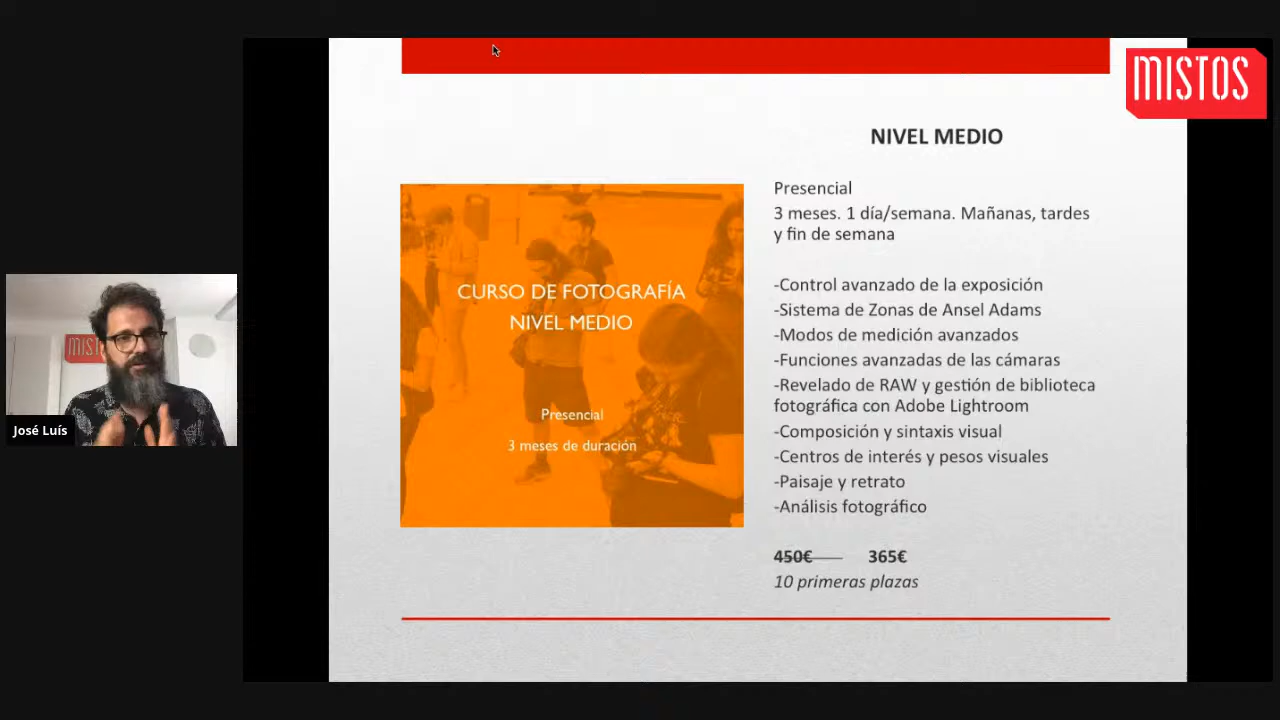 MISTOS
NIVEL MEDIO
Presencial
3 meses. 1 día/semana. Mañanas, tardes
y fin de semana
-Control avanzado de la exposición
-Sistema de Zonas de Ansel Adams
-Modos de medición avanzados
-Funciones avanzadas de las cámaras
-Revelado de RAW y gestión de biblioteca
fotográfica con Adobe Lightroom
-Composición y sintaxis visual
-Centros de interés y pesos visuales
-Paisaje y retrato
-Análisis fotográfico
450€ 365€
10 primeras plazas
CURSO DE FOTOGRAFÍA
NIVEL MEDIO
Presencial
3 meses de duración
MIST
José Luís